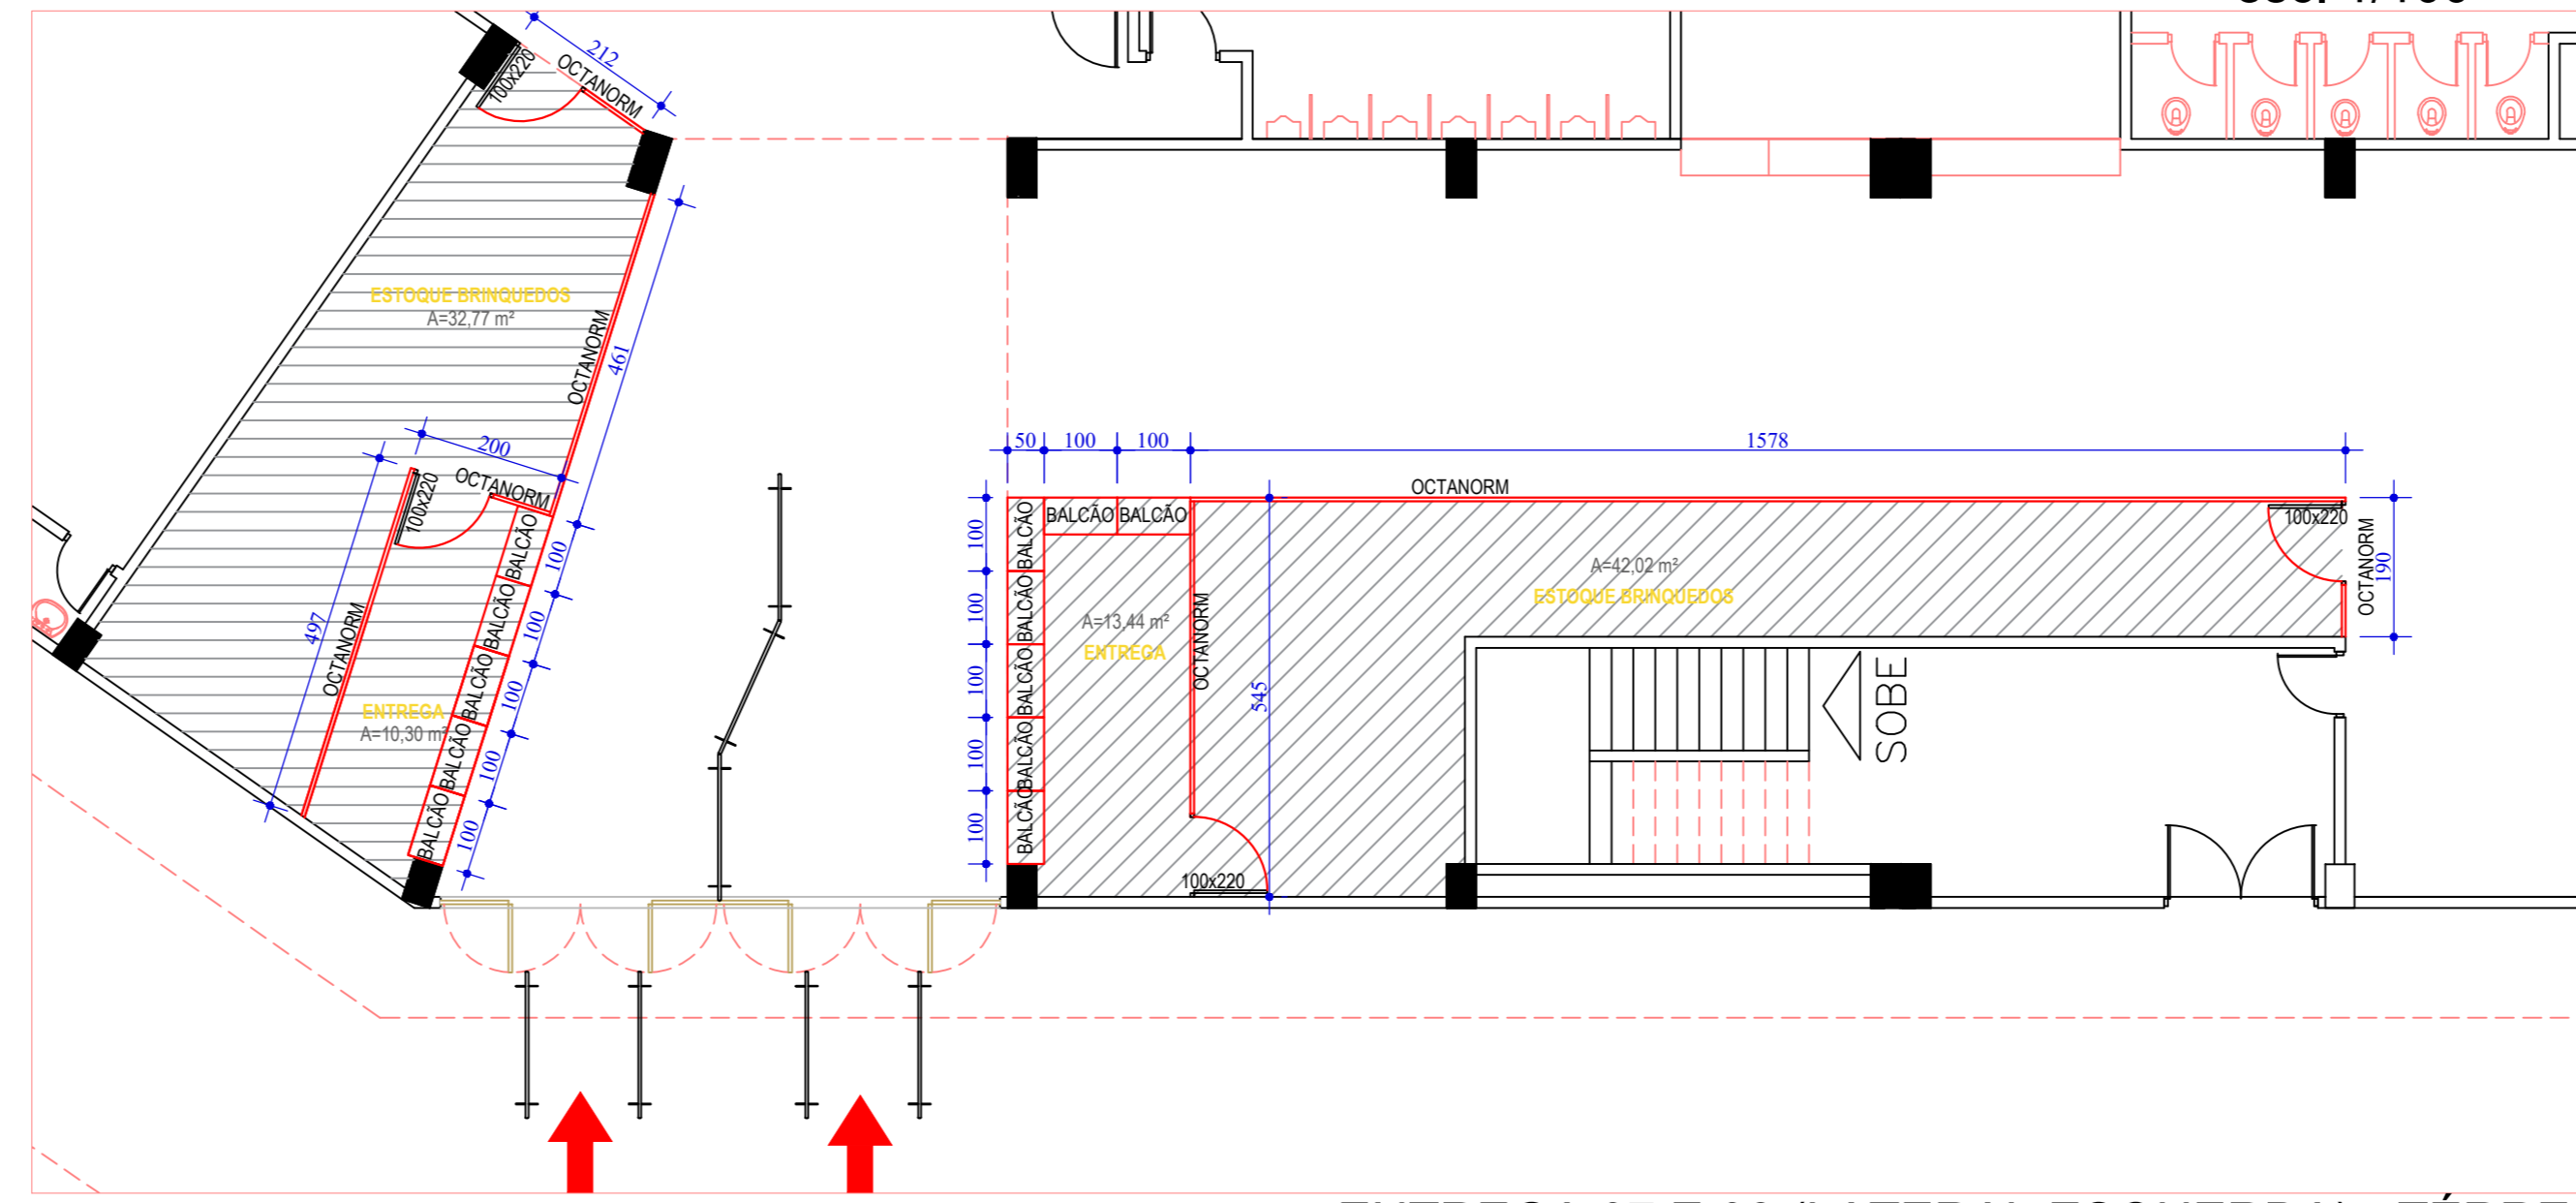 212
OCTANORM
100x220
ESTOQUE BRINQUEDOS
A=32,77 m²
OCTANORM
461
200
OCTANORM
100x220
497
OCTANORM
ENTREGA
A=10,30 m²
BALCÃO
BALCÃO
BALCÃO
BALCÃO
BALCÃO
100
100
100
100
100
50 100 100 1578
OCTANORM
BALCÃO BALCÃO
BALCÃO
BALCÃO
BALCÃO
BALCÃO
BALCÃO
100
100
100
100
100
A=13,44 m²
ENTREGA
OCTANORM
545
100x220
A=42,02 m²
ESTOQUE BRINQUEDOS
100x220
OCTANORM
190
SOBE